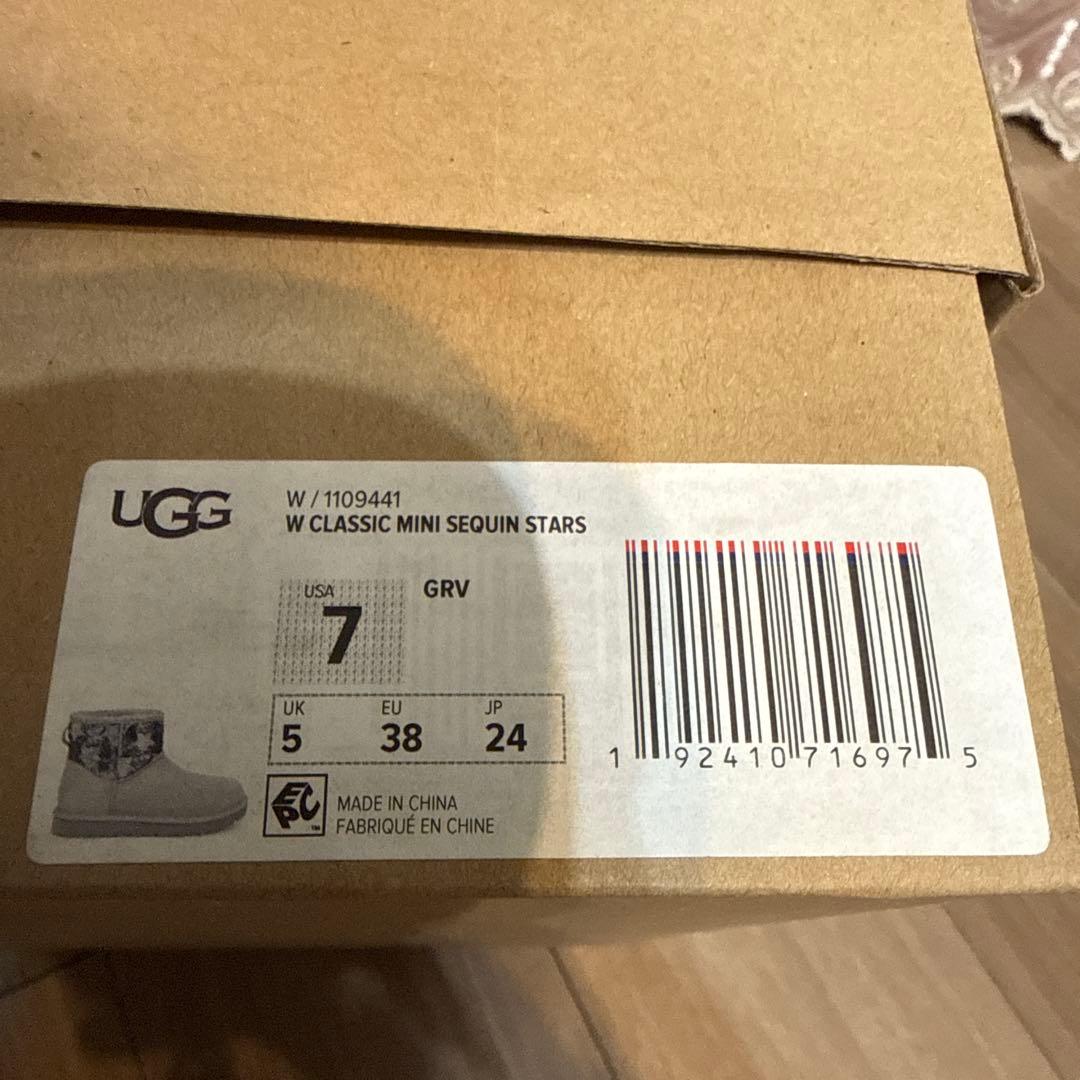 UGG
W / 1109441
W CLASSIC MINI SEQUIN STARS
USA
7
GRV
UK EU JP
5 38 24
EPC
MADE IN CHINA
FABRIQUÉ EN CHINE
1 92410 71697 5